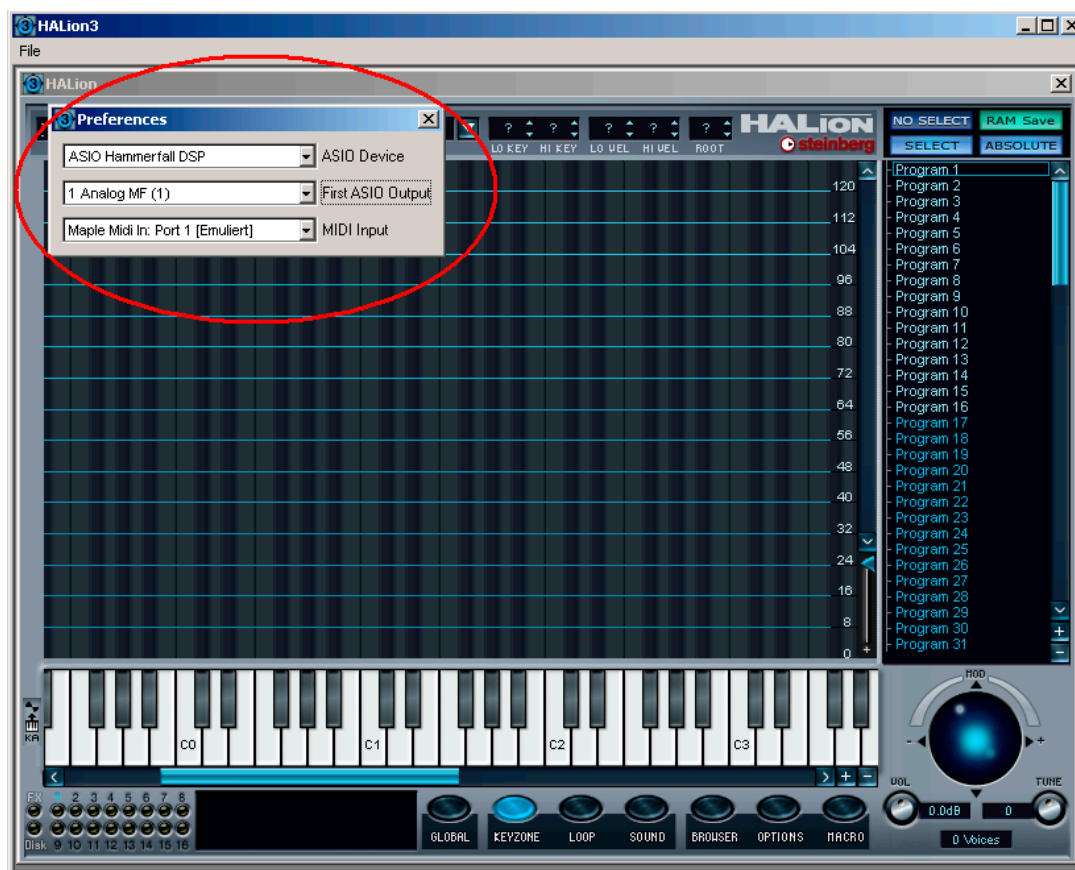 HALion3
File
HALion
Preferences
ASIO Hammerfall DSP ASIO Device
1 Analog MF (1) First ASIO Output
Maple Midi In: Port 1 [Emuliert] MIDI Input
? ? ? ? ?
LO KEY HI KEY LO VEL HI VEL ROOT
HALion
steinberg
NO SELECT RAM Save
SELECT ABSOLUTE
120
112
104
96
88
80
72
64
56
48
40
32
24
16
8
0
+
Program 1
Program 2
Program 3
Program 4
Program 5
Program 6
Program 7
Program 8
Program 9
Program 10
Program 11
Program 12
Program 13
Program 14
Program 15
Program 16
Program 17
Program 18
Program 19
Program 20
Program 21
Program 22
Program 23
Program 24
Program 25
Program 26
Program 27
Program 28
Program 29
Program 30
Program 31
KA
C0 C1 C2 C3
MOD
- +
VOL TUNE
0.0dB 0
0 Voices
FX 1 2 3 4 5 6 7 8
Disk 9 10 11 12 13 14 15 16
GLOBAL KEYZONE LOOP SOUND BROWSER OPTIONS MACRO